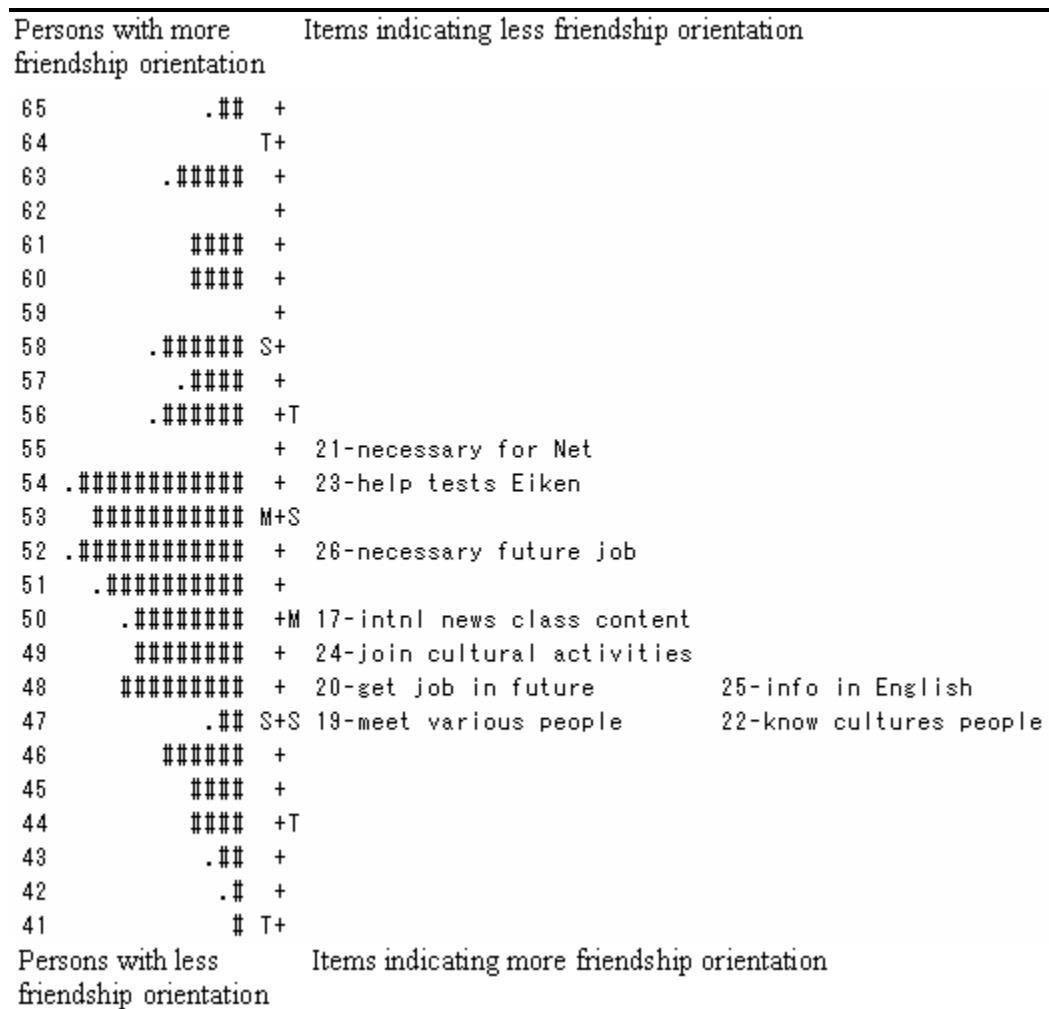 Persons with more Items indicating less friendship orientation
friendship orientation
65 .## +
64 T+
63 .##### +
62 +
61 #### +
60 #### +
59 +
58 .###### S+
57 .#### +
56 .###### +T
55 + 21-necessary for Net
54 .############ + 23-help tests Eiken
53 ########### M+S
52 .############ + 26-necessary future job
51 .########## +
50 .######## +M 17-intnl news class content
49 ######## + 24-join cultural activities
48 ######### + 20-get job in future 25-info in English
47 .## S+S 19-meet various people 22-know cultures people
46 ###### +
45 #### +
44 #### +T
43 .## +
42 .# +
41 # T+
Persons with less Items indicating more friendship orientation
friendship orientation